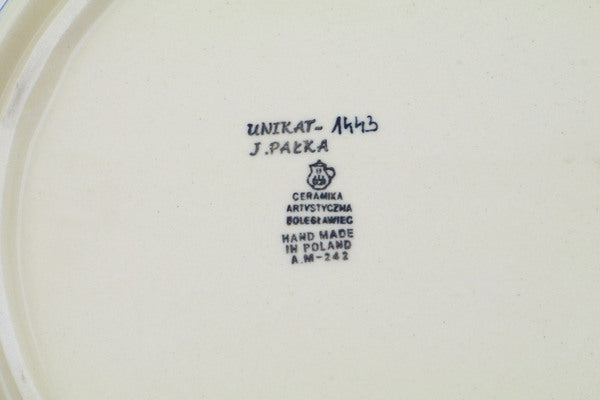 UNIKAT- 1443
J. PAŁKA
CERAMIKA
ARTYSTYCZNA
BOLESŁAWIEC
HAND MADE
IN POLAND
A.M-242